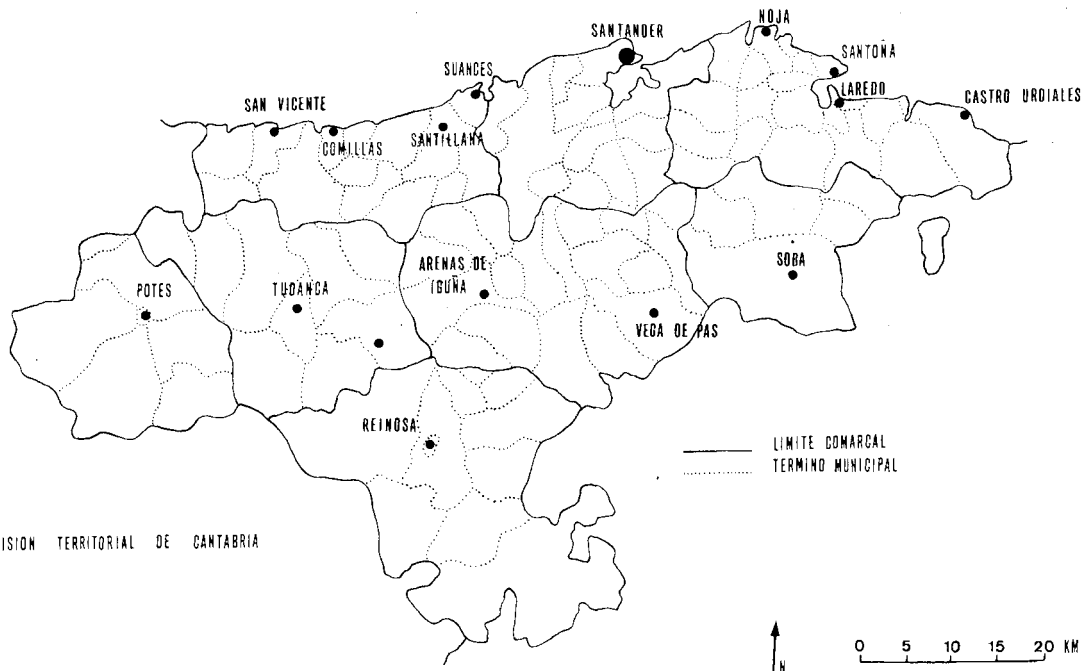 NOJA
SANTANDER
SANTOÑA
SUANCES
LAREDO
CASTRO URDIALES
SAN VICENTE
COMILLAS
SANTILLANA
ARENAS DE
IGUÑA
SOBA
POTES
TUDANCA
VEGA DE PAS
REINOSA
LIMITE COMARCAL
TERMINO MUNICIPAL
ISION TERRITORIAL DE CANTABRIA
N
0 5 10 15 20 KM